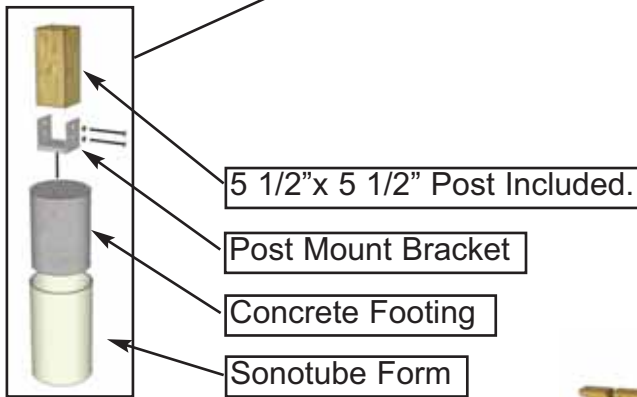 5 1/2”x 5 1/2” Post Included.
Post Mount Bracket
Concrete Footing
Sonotube Form